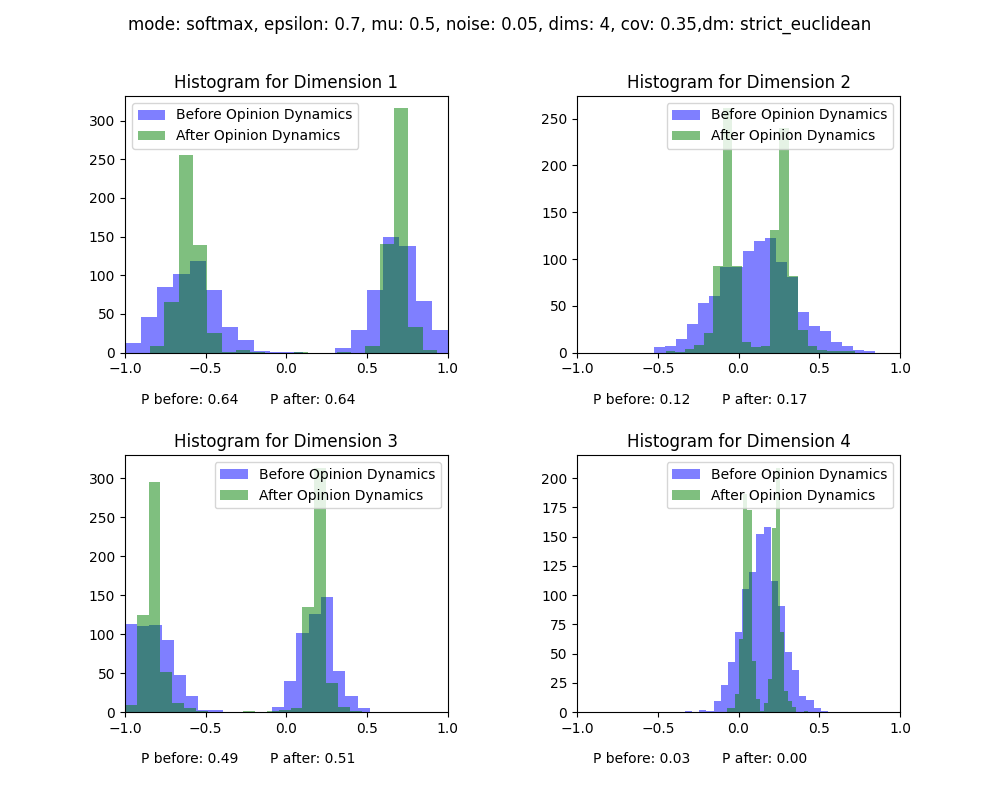 mode: softmax, epsilon: 0.7, mu: 0.5, noise: 0.05, dims: 4, cov: 0.35,dm: strict_euclidean
Histogram for Dimension 1
Before Opinion Dynamics
After Opinion Dynamics
300
250
200
150
100
50
0
−1.0 −0.5 0.0 0.5 1.0
P before: 0.64 P after: 0.64
Histogram for Dimension 2
Before Opinion Dynamics
After Opinion Dynamics
250
200
150
100
50
0
−1.0 −0.5 0.0 0.5 1.0
P before: 0.12 P after: 0.17
Histogram for Dimension 3
Before Opinion Dynamics
After Opinion Dynamics
300
250
200
150
100
50
0
−1.0 −0.5 0.0 0.5 1.0
P before: 0.49 P after: 0.51
Histogram for Dimension 4
Before Opinion Dynamics
After Opinion Dynamics
200
175
150
125
100
75
50
25
0
−1.0 −0.5 0.0 0.5 1.0
P before: 0.03 P after: 0.00